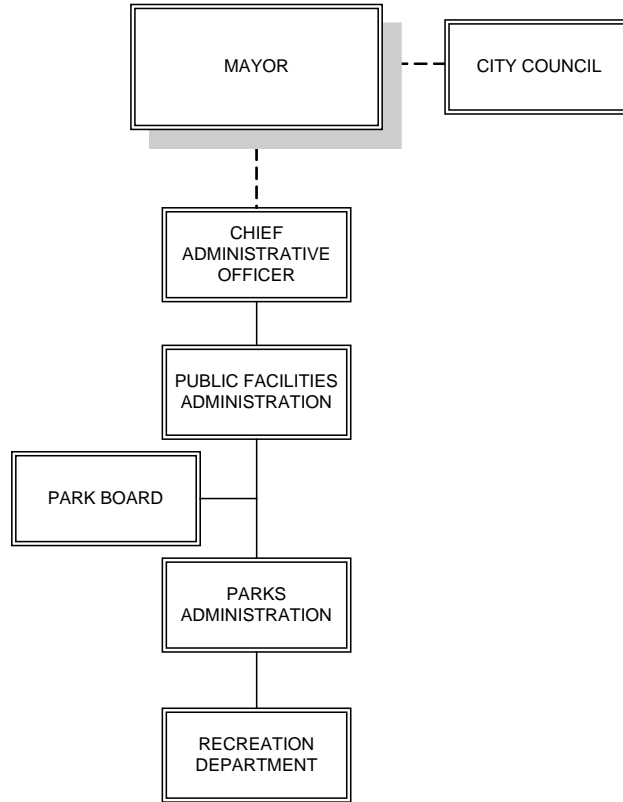 MAYOR
CITY COUNCIL
CHIEF
ADMINISTRATIVE
OFFICER
PUBLIC FACILITIES
ADMINISTRATION
PARK BOARD
PARKS
ADMINISTRATION
RECREATION
DEPARTMENT